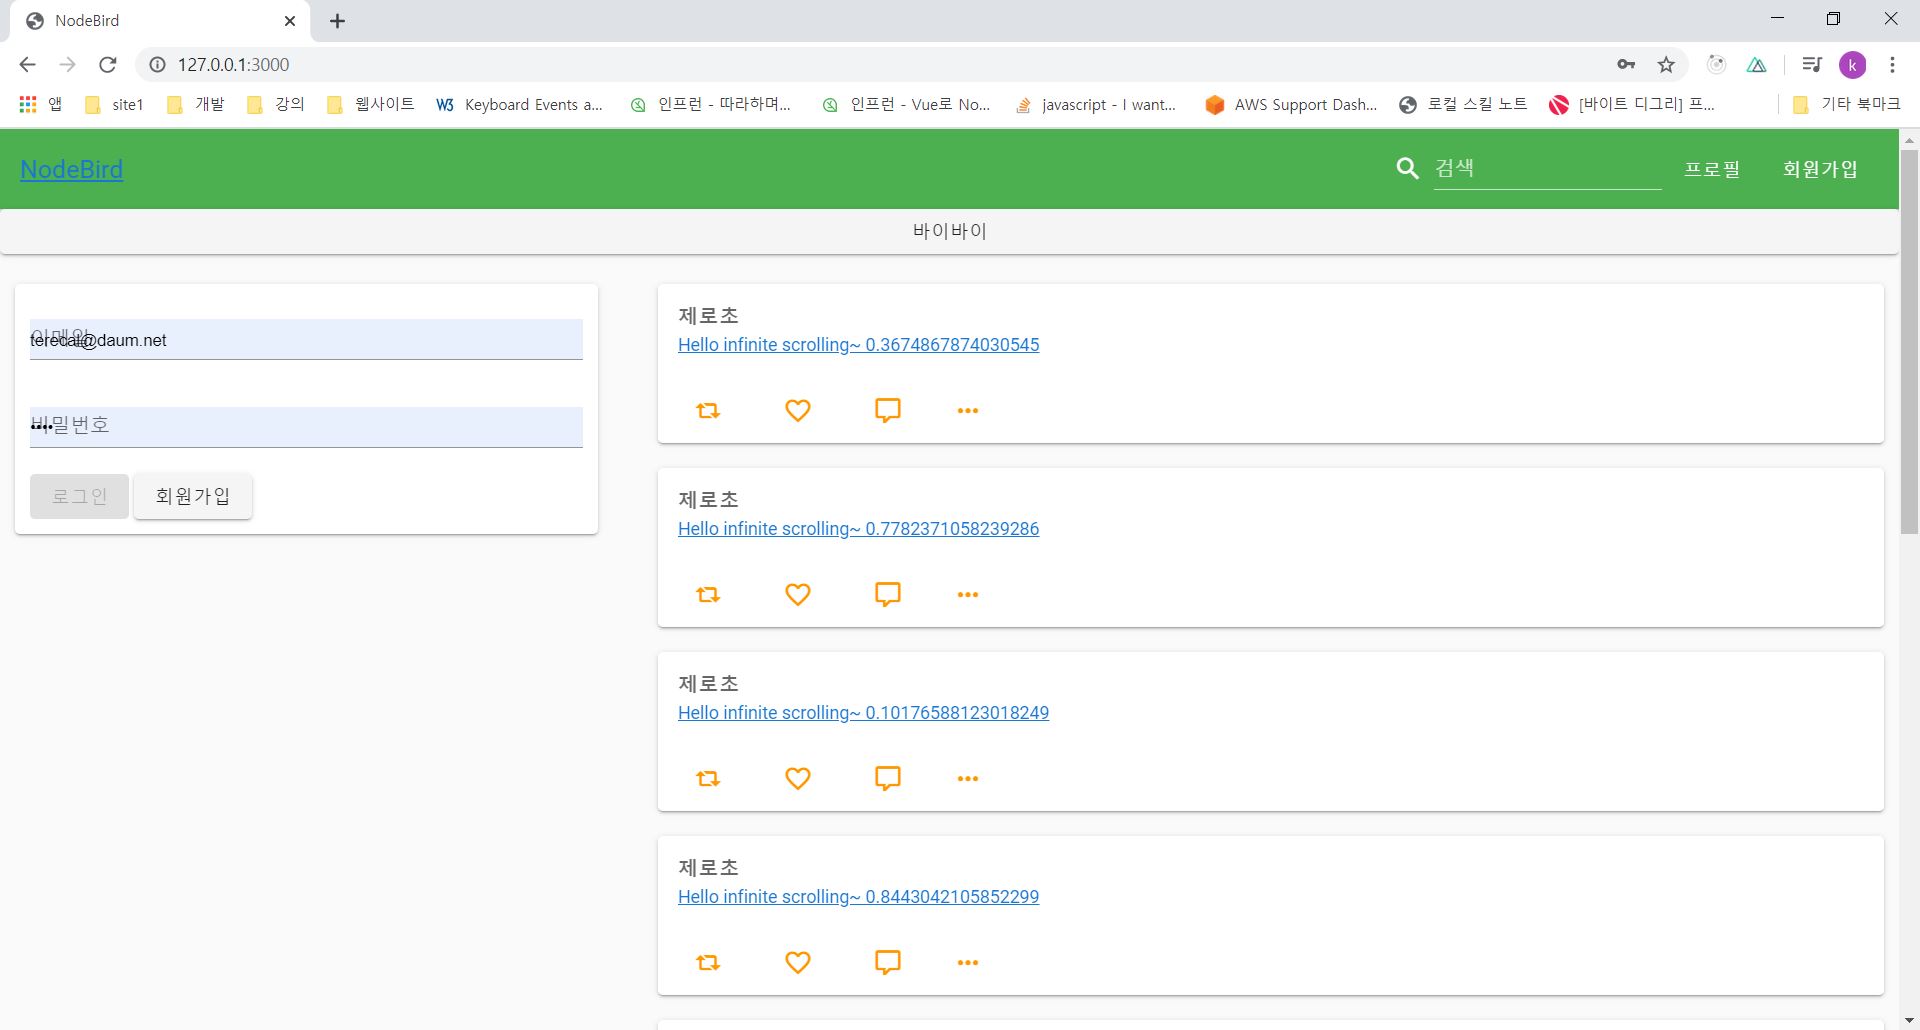 NodeBird
127.0.0.1:3000
앱 site1 개발 강의 웹사이트 W3 Keyboard Events a... 인프런 - 따라하며... 인프런 - Vue로 No... javascript - I want... AWS Support Dash... 로컬 스킬 노트 [바이트 디그리] 프... 기타 북마크
k
NodeBird 검색 프로필 회원가입
바이바이
이메일
teredal@daum.net
비밀번호
••••
로그인 회원가입
제로초
Hello infinite scrolling~ 0.3674867874030545
제로초
Hello infinite scrolling~ 0.7782371058239286
제로초
Hello infinite scrolling~ 0.10176588123018249
제로초
Hello infinite scrolling~ 0.8443042105852299